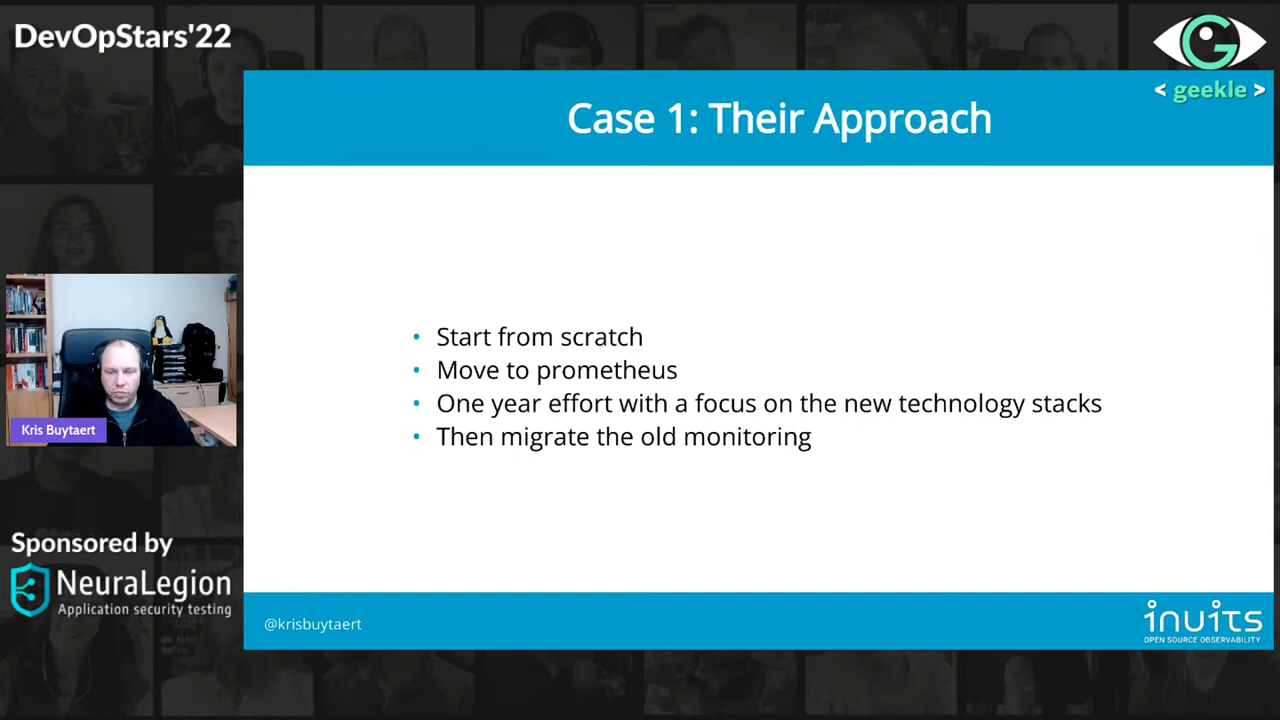 DevOpStars'22
< geekle >
Case 1: Their Approach
• Start from scratch
• Move to prometheus
• One year effort with a focus on the new technology stacks
• Then migrate the old monitoring
Kris Buytaert
Sponsored by
NeuraLegion
Application security testing
@krisbuytaert
inuits
OPEN SOURCE OBSERVABILITY